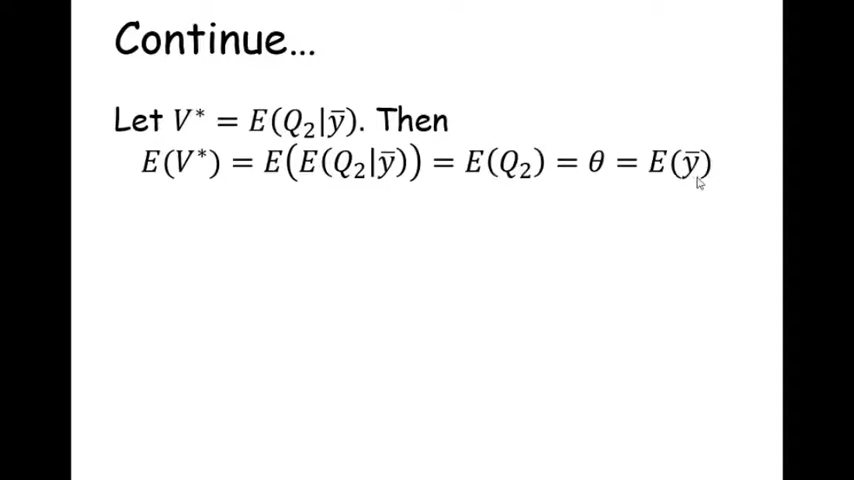 Continue...
Let V* = E(Q₂|ȳ). Then
E(V*) = E(E(Q₂|ȳ)) = E(Q₂) = θ = E(ȳ)